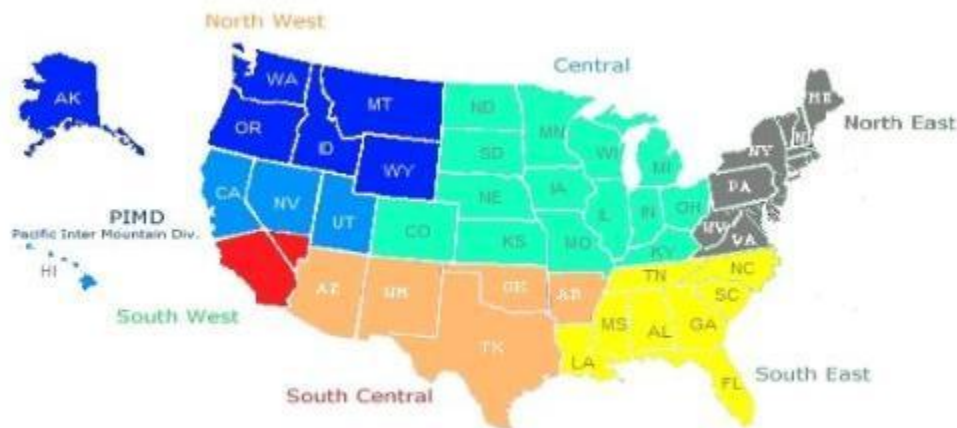 North West
Central
AK
WA
MT
ND
MN
ME
OR
ID
SD
WI
MI
NY
N
North East
WY
PA
CA
NV
UT
NE
IA
IL
IN
OH
WV
VA
PIMD
Pacific Inter Mountain Div.
CO
KS
MO
KY
HI
TN
NC
SC
AZ
NM
OK
AR
MS
AL
GA
South West
TX
LA
FL
South East
South Central